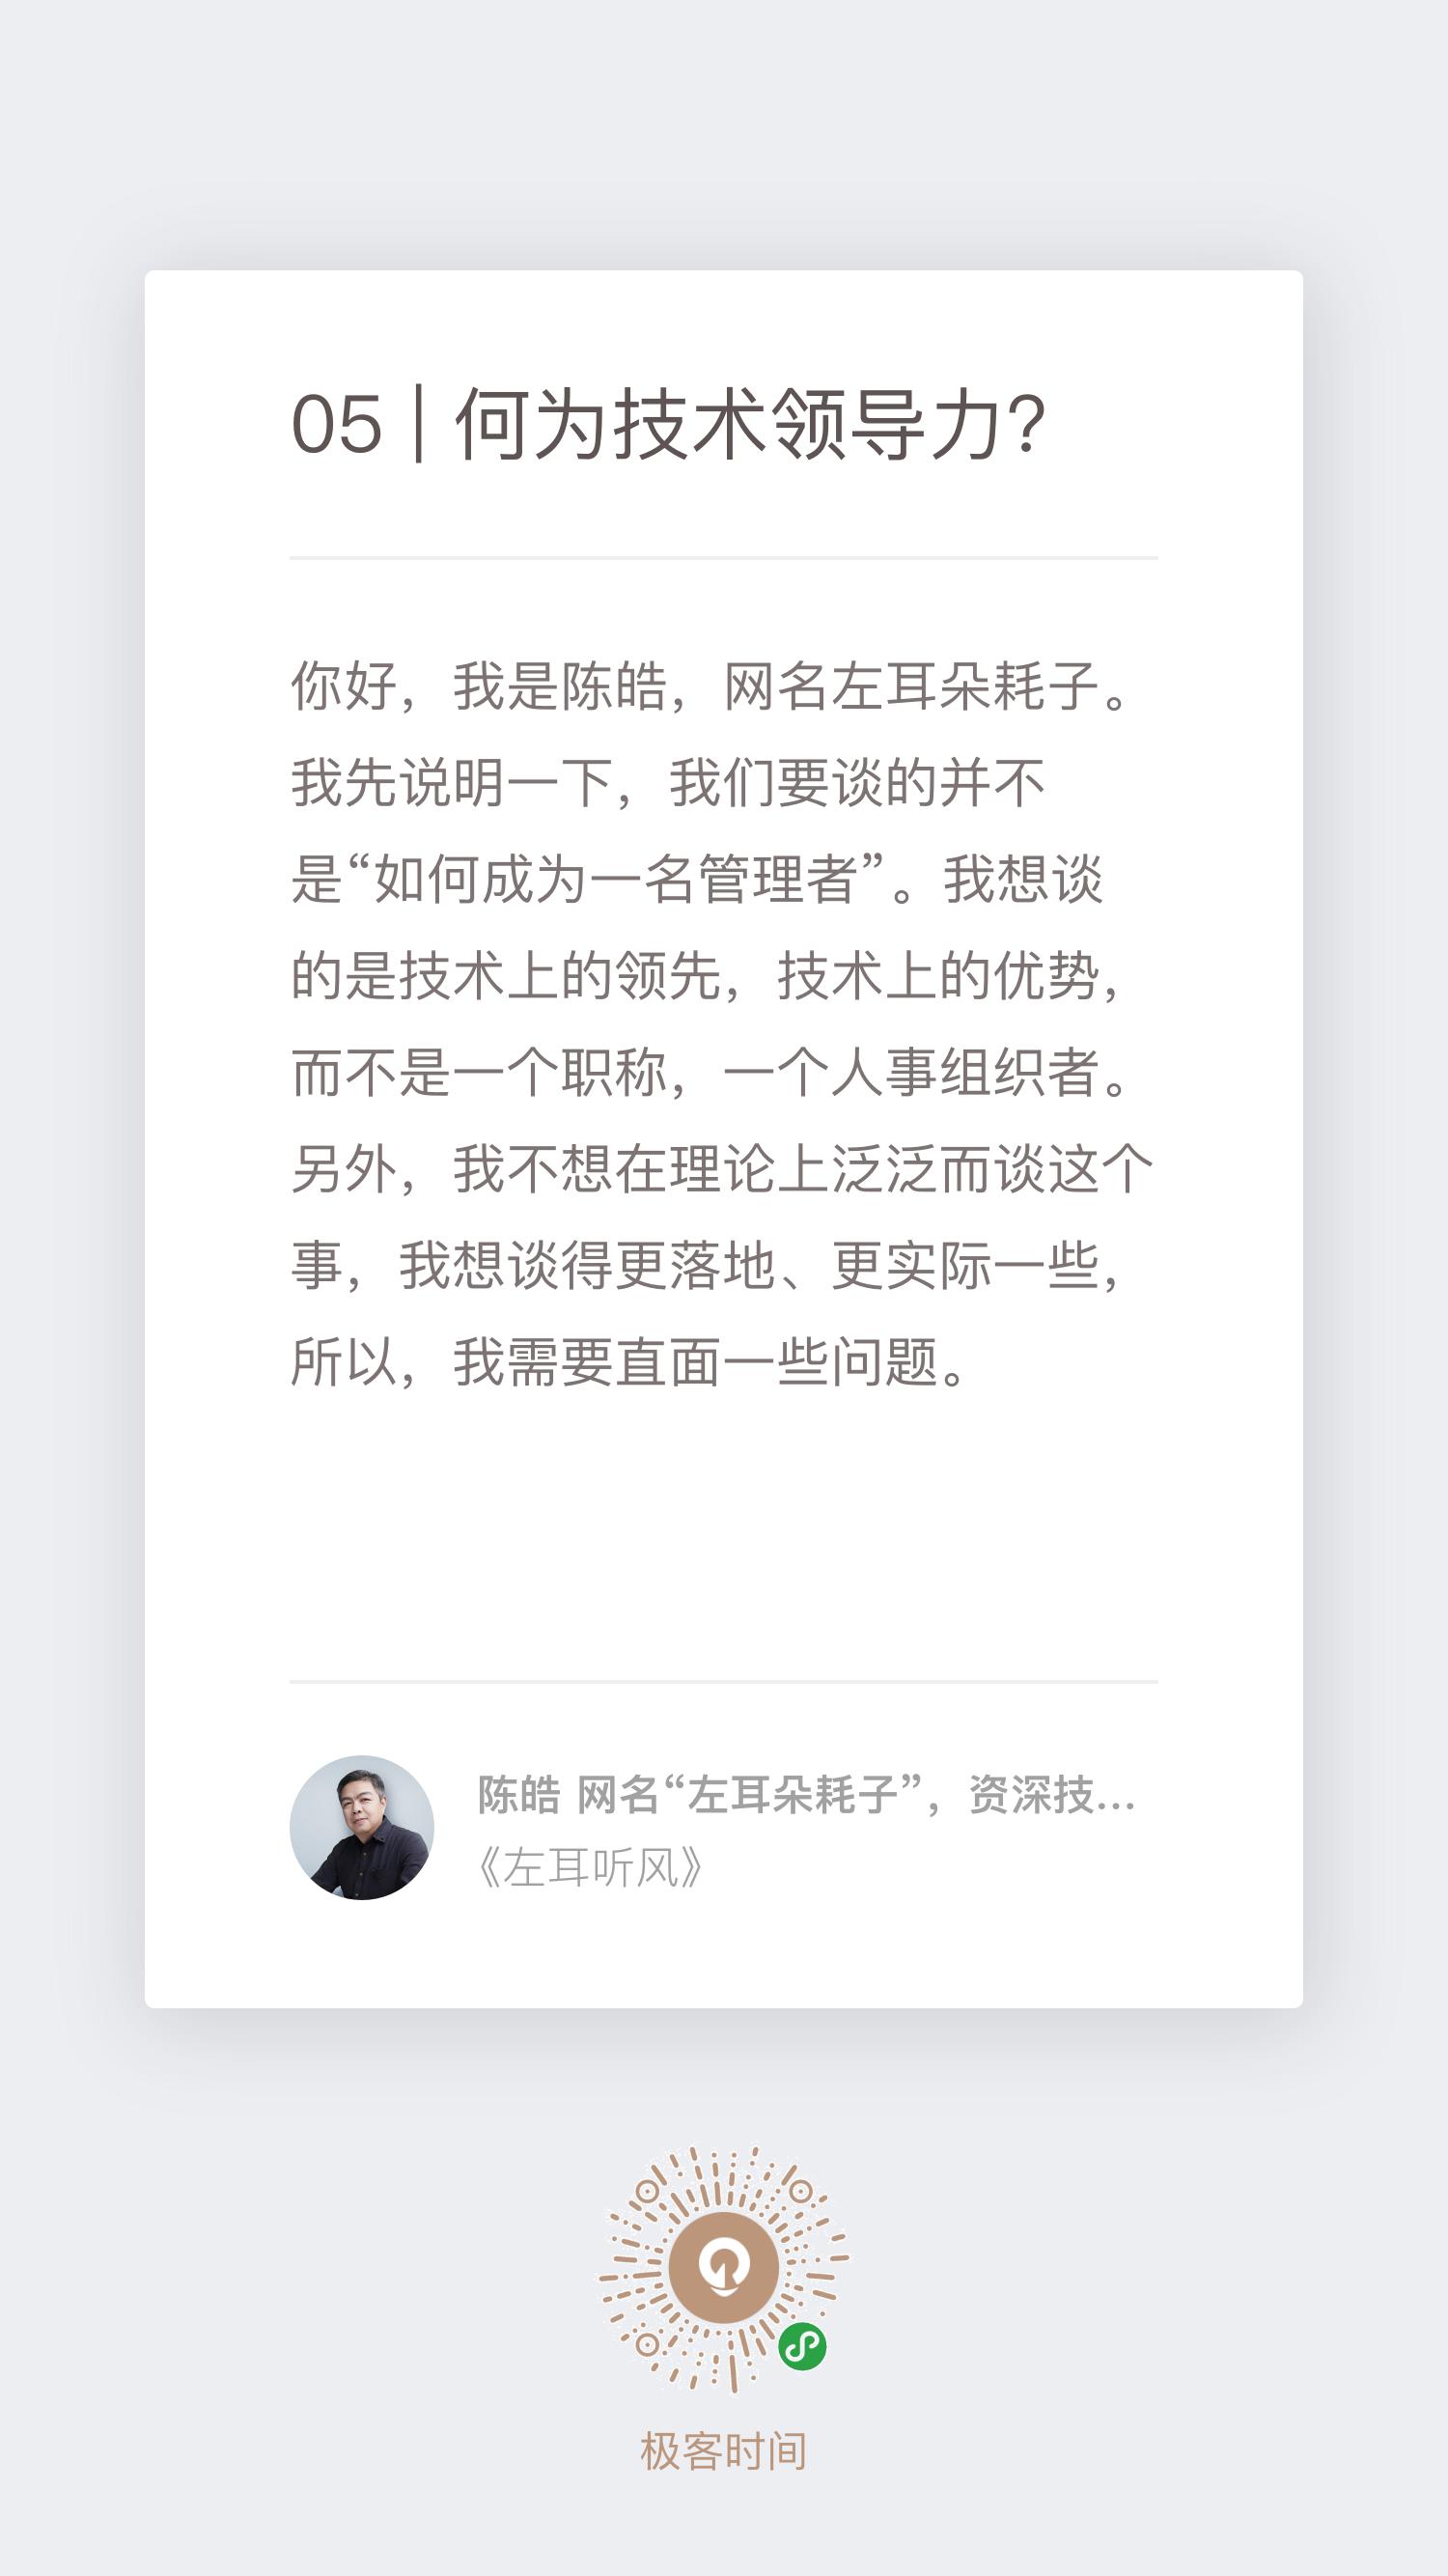 05 | 何为技术领导力?
你好，我是陈皓，网名左耳朵耗子。
我先说明一下，我们要谈的并不
是“如何成为一名管理者”。我想谈
的是技术上的领先，技术上的优势，
而不是一个职称，一个人事组织者。
另外，我不想在理论上泛泛而谈这个
事，我想谈得更落地、更实际一些，
所以，我需要直面一些问题。
陈皓 网名“左耳朵耗子”，资深技...
《左耳听风》
极客时间